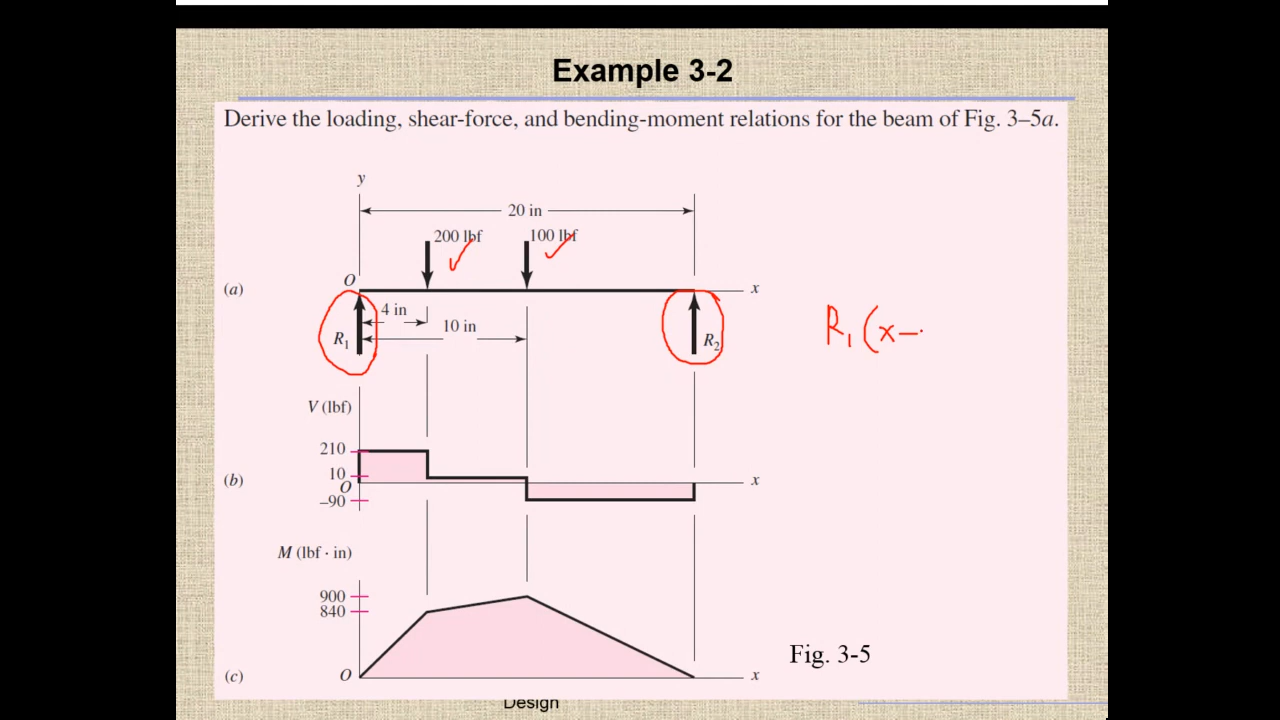 Example 3-2
Derive the loading, shear-force, and bending-moment relations for the beam of Fig. 3–5a.
y
20 in
200 lbf
100 lbf
O
(a)
x
4 in
10 in
R1
R2
R1 (x-
V (lbf)
210
10
(b)
O
x
–90
M (lbf · in)
900
840
Fig. 3-5
(c)
O
x
Design